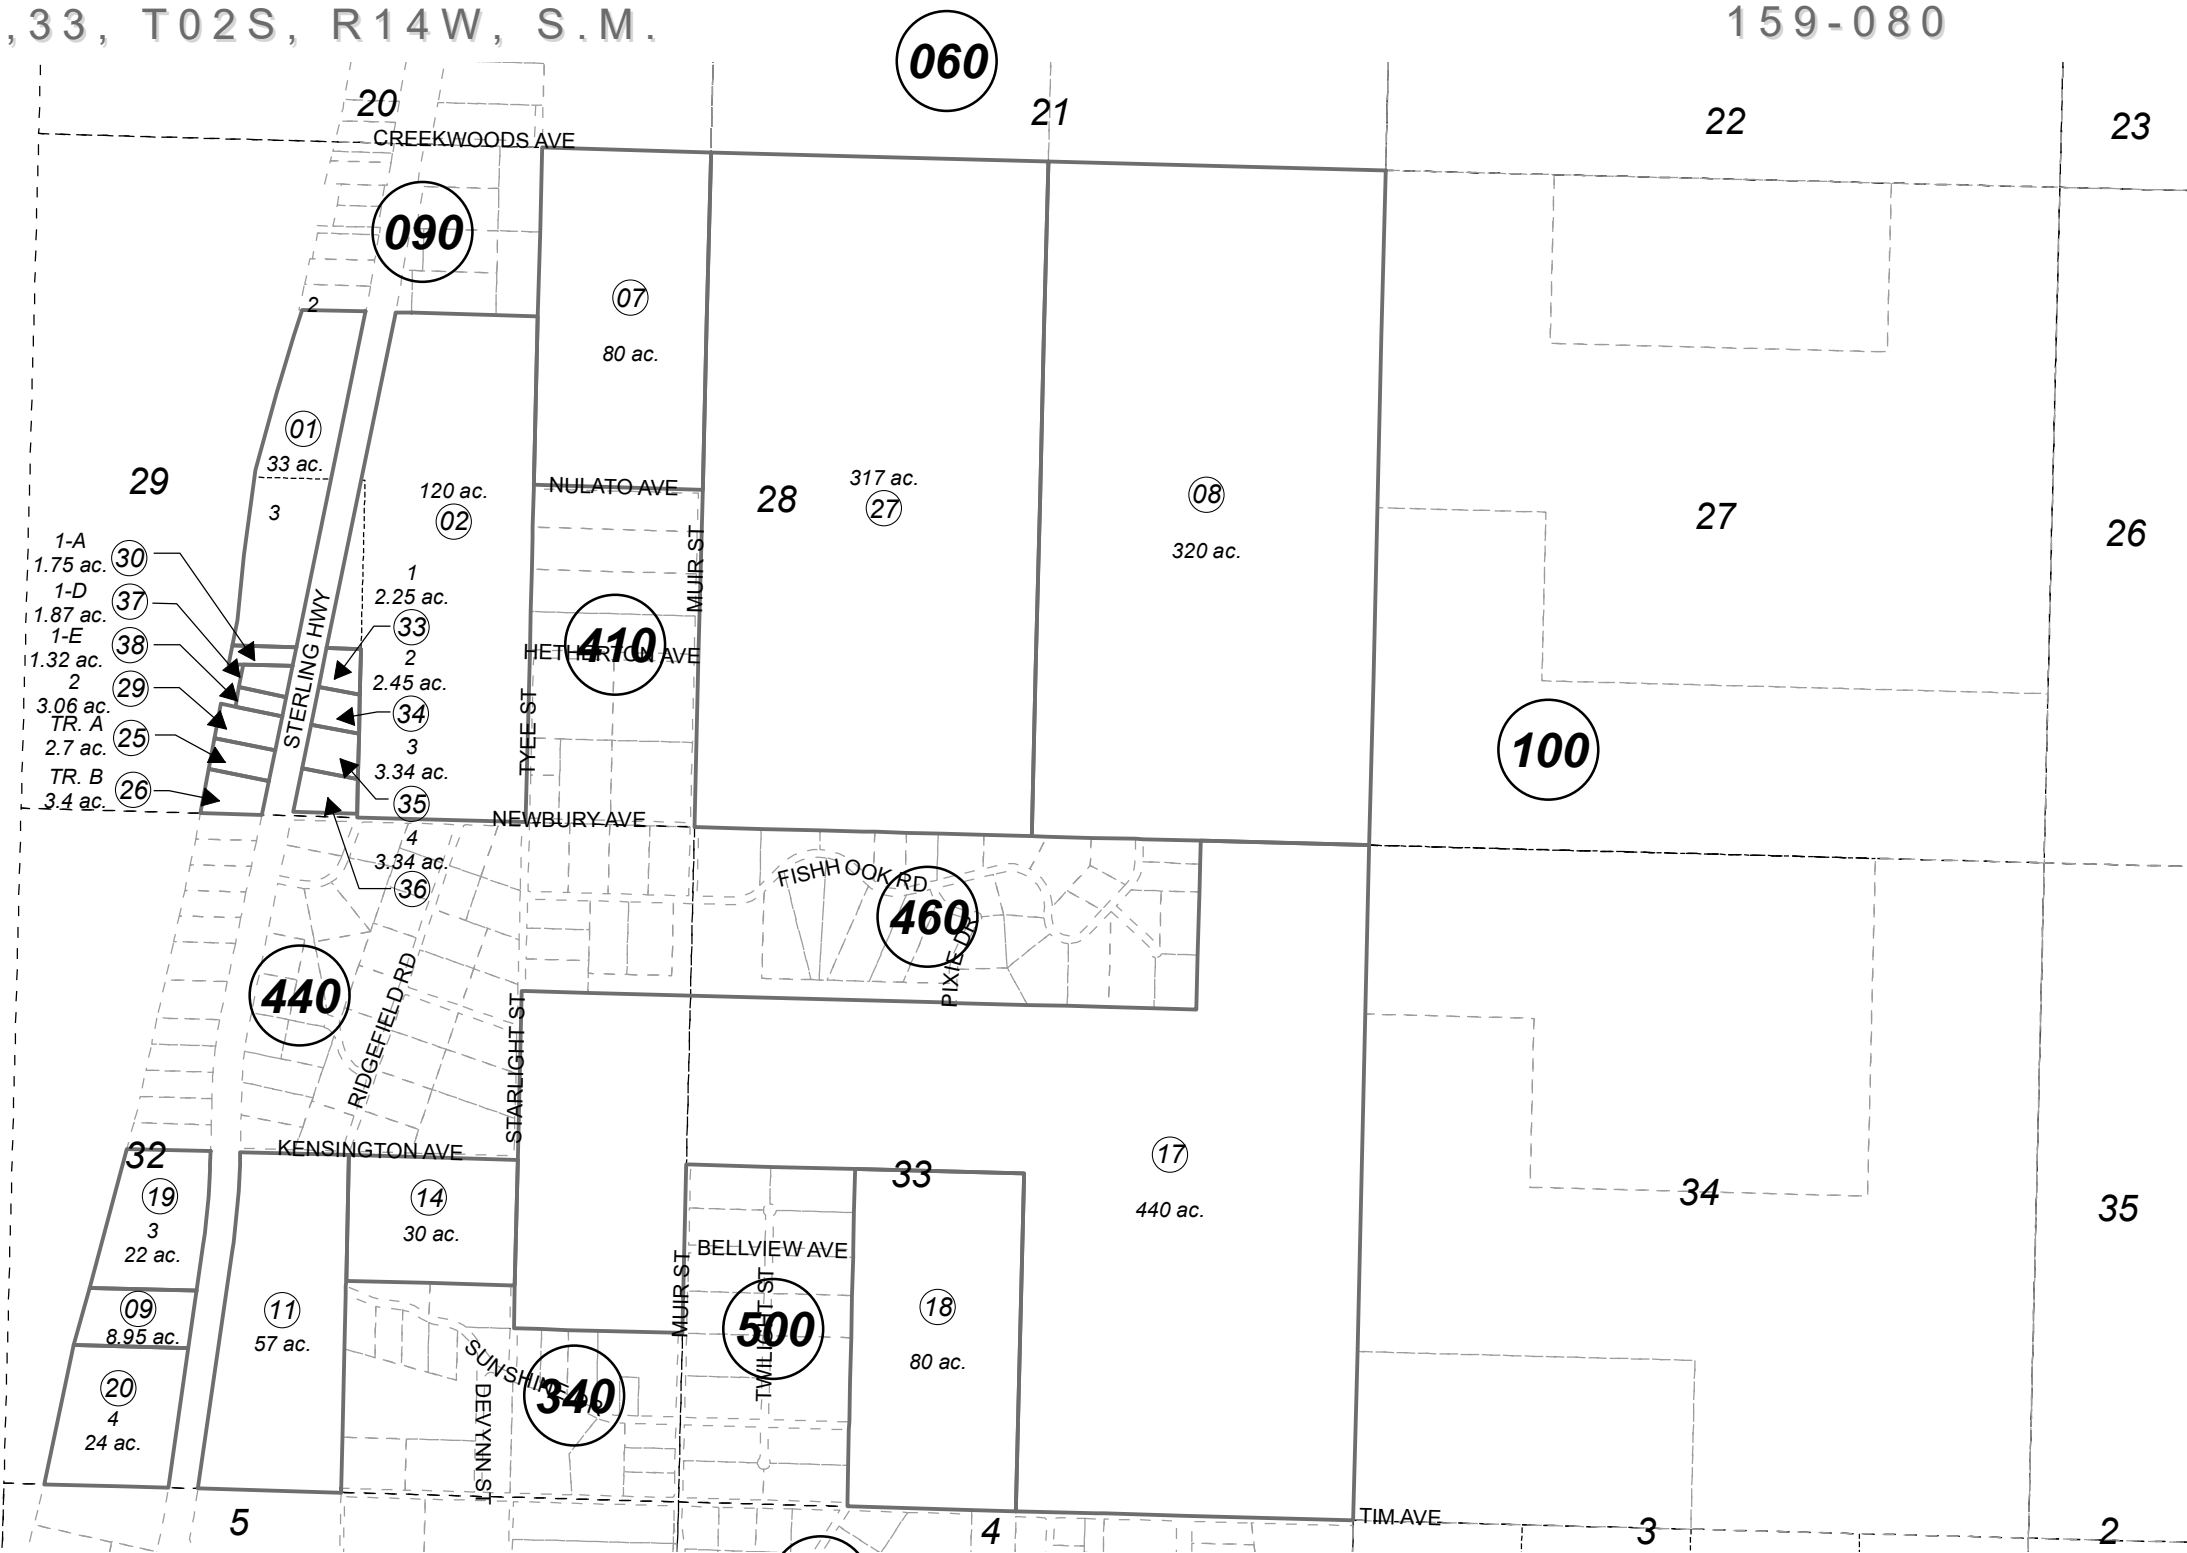 ,33, T02S, R14W, S.M.
159-080
060
20
21
22
23
CREEKWOODS AVE
090
07
80 ac.
2
01
33 ac.
3
29
120 ac.
02
NULATO AVE
28
317 ac.
27
08
320 ac.
27
26
MUIR ST
1-A
1.75 ac.
30
1-D
1.87 ac.
37
1-E
1.32 ac.
38
2
3.06 ac.
29
TR. A
2.7 ac.
25
TR. B
3.4 ac.
26
STERLING HWY
1
2.25 ac.
33
2
2.45 ac.
34
3
3.34 ac.
35
4
3.34 ac.
36
410
HETHERTON AVE
TYEE ST
100
NEWBURY AVE
FISHHOOK RD
460
PIXIE DR
440
RIDGEFIELD RD
STARLIGHT ST
KENSINGTON AVE
32
19
3
22 ac.
14
30 ac.
33
17
440 ac.
34
35
09
8.95 ac.
11
57 ac.
20
4
24 ac.
MUIR ST
BELLVIEW AVE
TWILIGHT ST
500
18
80 ac.
SUNSHINE DR
340
DEVYNN ST
5
4
TIM AVE
3
2